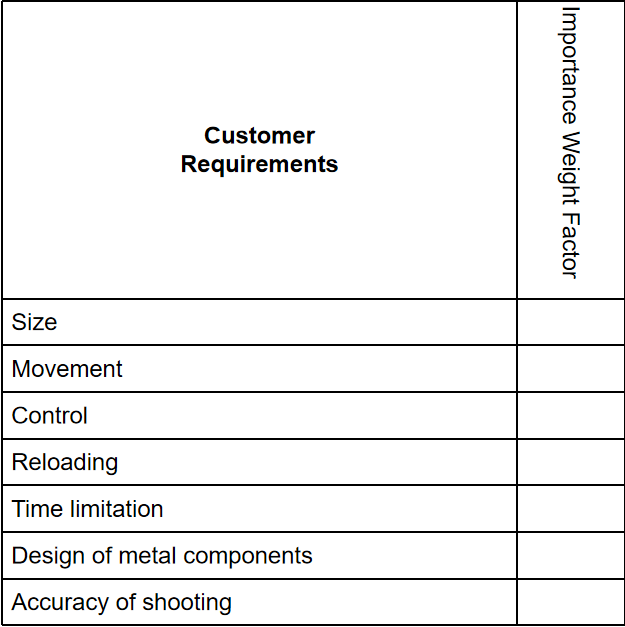 Customer
Requirements
Importance Weight Factor
Size
Movement
Control
Reloading
Time limitation
Design of metal components
Accuracy of shooting